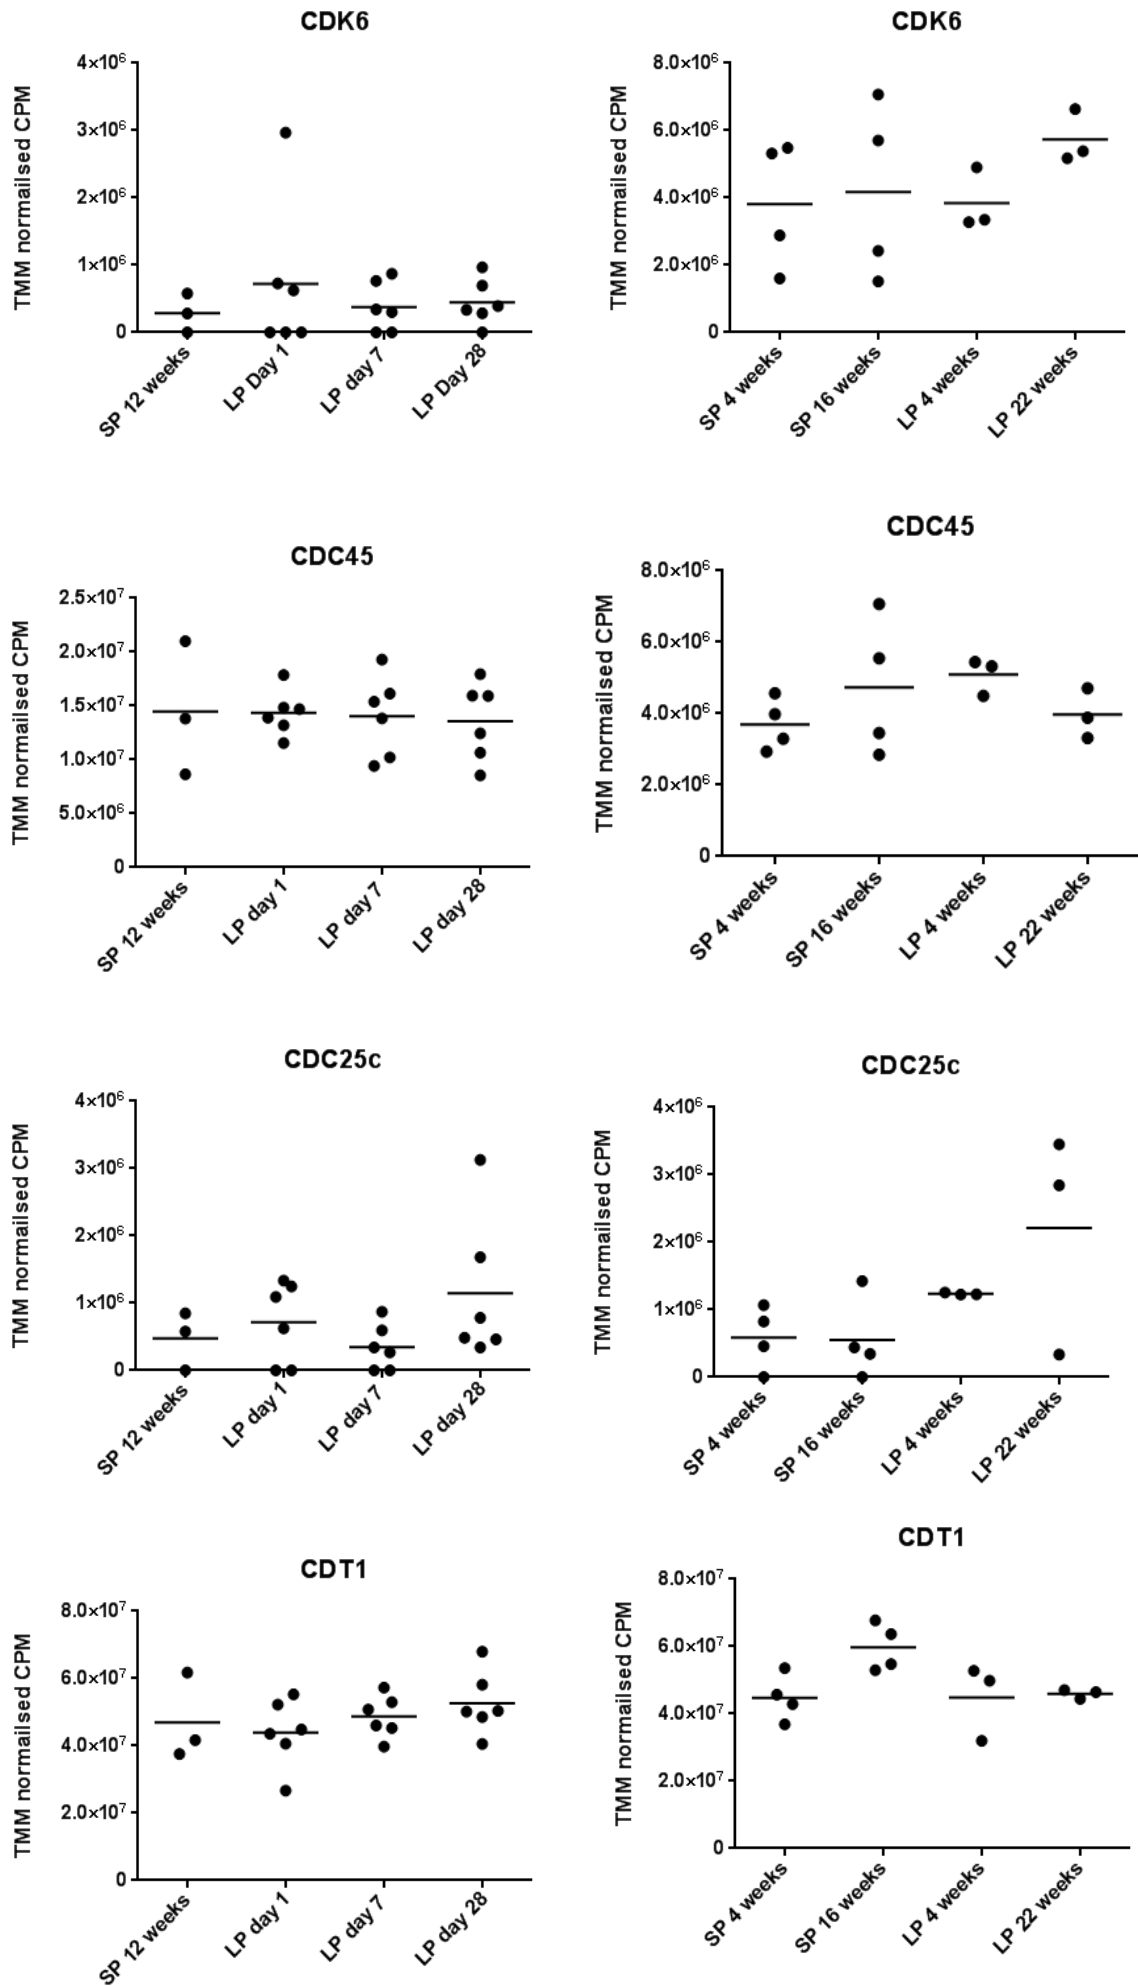 CDK6
TMM normailsed CPM
4×10⁶
3×10⁶
2×10⁶
1×10⁶
0
SP 12 weeks
LP Day 1
LP day 7
LP Day 28
CDK6
TMM normailsed CPM
8.0×10⁶
6.0×10⁶
4.0×10⁶
2.0×10⁶
0
SP 4 weeks
SP 16 weeks
LP 4 weeks
LP 22 weeks
CDC45
TMM normailsed CPM
2.5×10⁷
2.0×10⁷
1.5×10⁷
1.0×10⁷
5.0×10⁶
0
SP 12 weeks
LP day 1
LP day 7
LP day 28
CDC45
TMM normailsed CPM
8.0×10⁶
6.0×10⁶
4.0×10⁶
2.0×10⁶
0
SP 4 weeks
SP 16 weeks
LP 4 weeks
LP 22 weeks
CDC25c
TMM normailsed CPM
4×10⁶
3×10⁶
2×10⁶
1×10⁶
0
SP 12 weeks
LP day 1
LP day 7
LP day 28
CDC25c
TMM normailsed CPM
4×10⁶
3×10⁶
2×10⁶
1×10⁶
0
SP 4 weeks
SP 16 weeks
LP 4 weeks
LP 22 weeks
CDT1
TMM normailsed CPM
8.0×10⁷
6.0×10⁷
4.0×10⁷
2.0×10⁷
0
SP 12 weeks
LP day 1
LP day 7
LP day 28
CDT1
TMM normailsed CPM
8.0×10⁷
6.0×10⁷
4.0×10⁷
2.0×10⁷
0
SP 4 weeks
SP 16 weeks
LP 4 weeks
LP 22 weeks